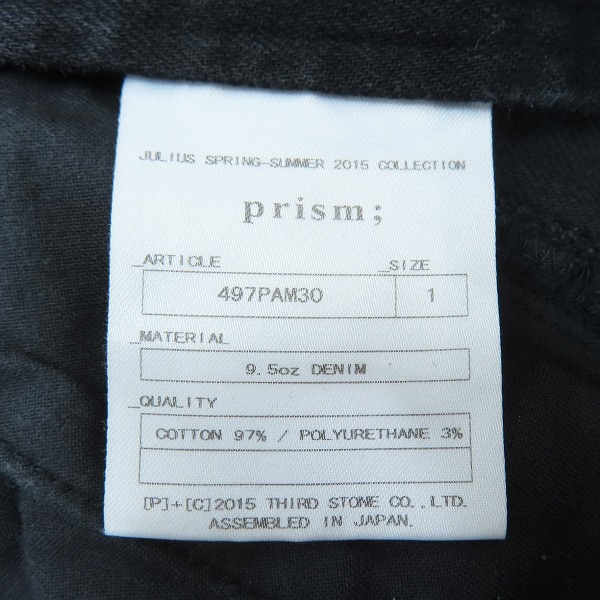 JULIUS SPRING-SUMMER 2015 COLLECTION
prism;
_ARTICLE _SIZE
497PAM30 1
_MATERIAL
9.5oz DENIM
_QUALITY
COTTON 97% / POLYURETHANE 3%
[P]+[C]2015 THIRD STONE CO.,LTD.
ASSEMBLED IN JAPAN.